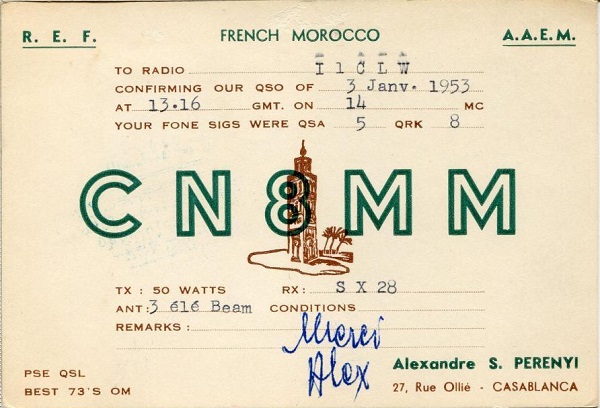 R. E. F. FRENCH MOROCCO A.A.E.M.
TO RADIO I1CLW
CONFIRMING OUR QSO OF 3 Janv. 1953
AT 13.16 GMT. ON 14 MC
YOUR FONE SIGS WERE QSA 5 QRK 8
CN8MM
TX : 50 WATTS RX : SX 28
ANT : 3 616 Beam CONDITIONS
REMARKS :
Merci
Alex
Alexandre S. PERENYI
27, Rue Ollié - CASABLANCA
PSE QSL
BEST 73'S OM